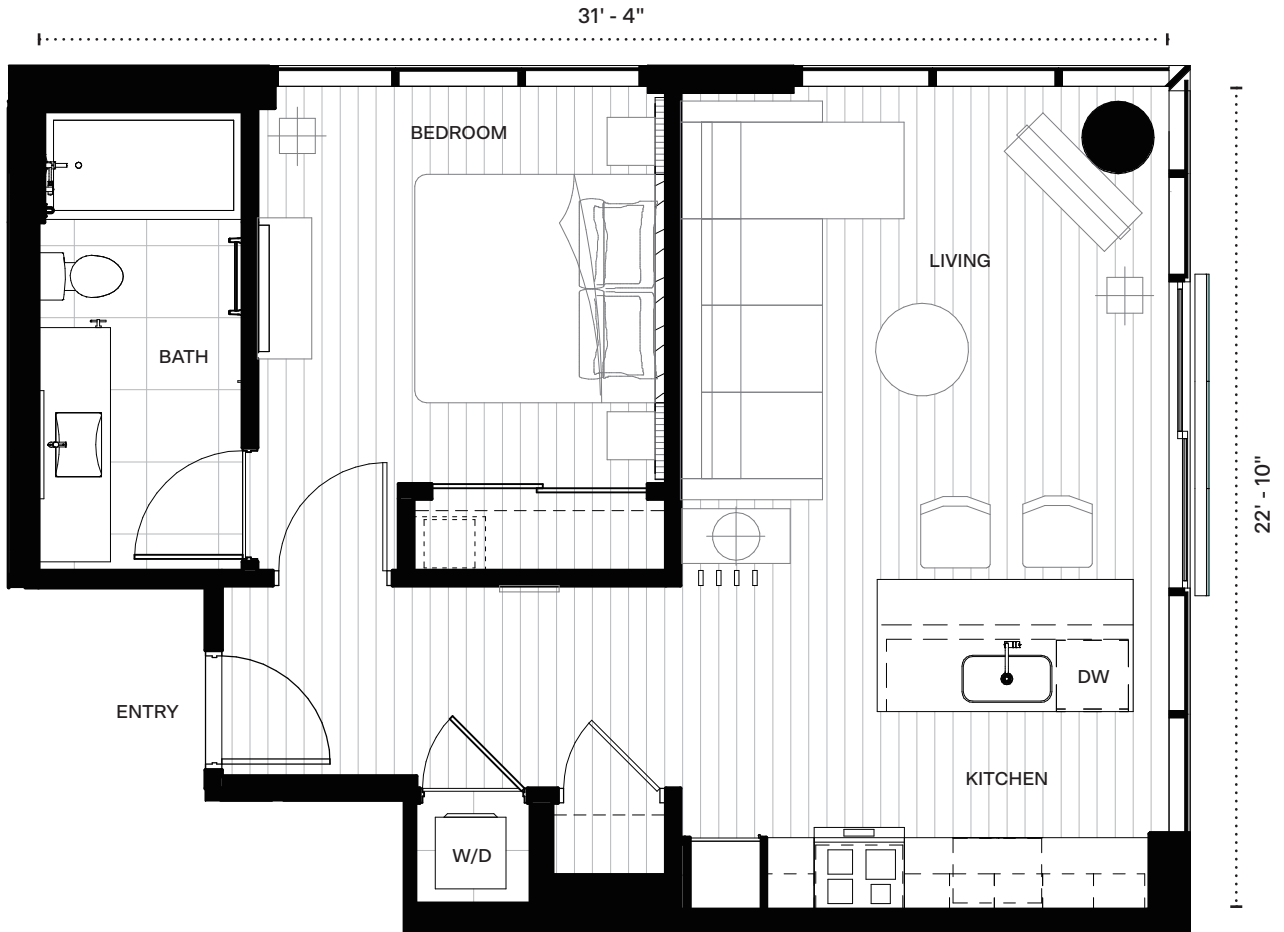 31' - 4"
BEDROOM
LIVING
BATH
22' - 10"
DW
ENTRY
KITCHEN
W/D